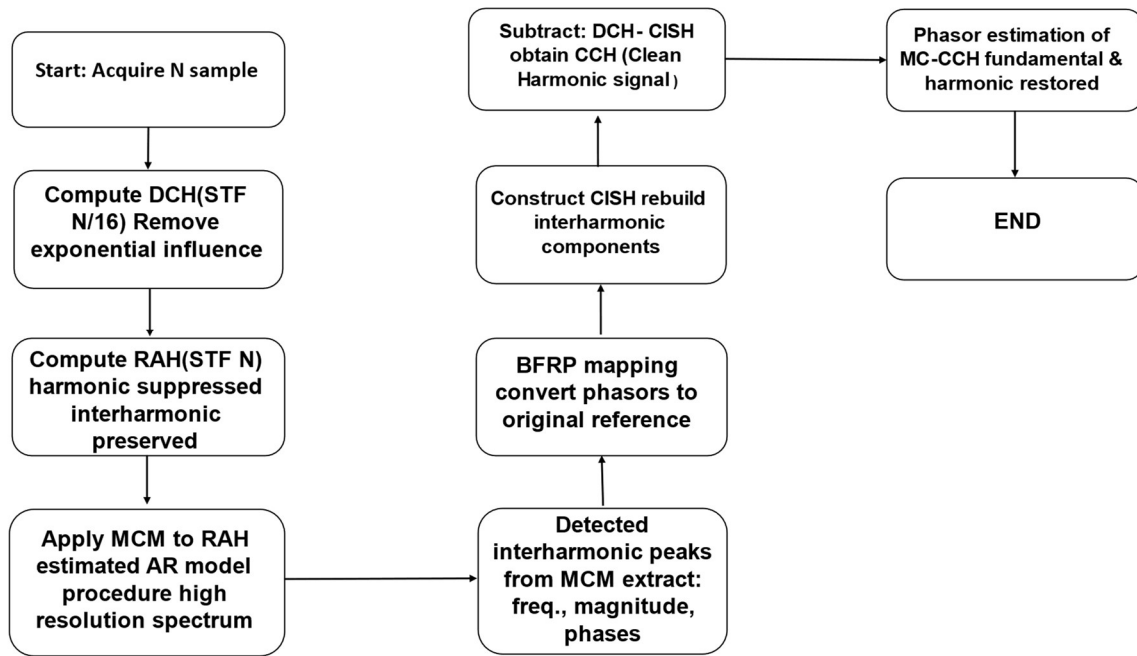 Start: Acquire N sample
Compute DCH(STF
N/16) Remove
exponential influence
Compute RAH(STF N)
harmonic suppressed
interharmonic
preserved
Apply MCM to RAH
estimated AR model
procedure high
resolution spectrum
Detected
interharmonic peaks
from MCM extract:
freq., magnitude,
phases
BFRP mapping
convert phasors to
original reference
Construct CISH rebuild
interharmonic
components
Subtract: DCH- CISH
obtain CCH (Clean
Harmonic signal)
Phasor estimation of
MC-CCH fundamental &
harmonic restored
END